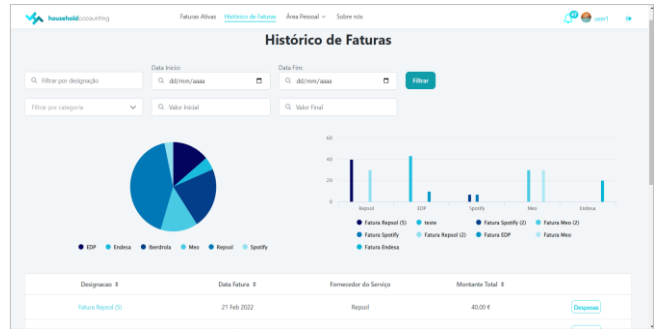 householdaccounting Faturas Ativas Histórico de Faturas Área Pessoal Sobre nós user1
Histórico de Faturas
Data Inicio: Data Fim:
Filtrar por designação dd/mm/aaaa dd/mm/aaaa Filtrar
Filtrar por categoria Valor Inicial Valor Final
60
40
20
0
Repsol EDP Spotify Meo Endesa
Fatura Repsol (5) teste Fatura Spotify (2) Fatura Meo (2)
Fatura Spotify Fatura Repsol (2) Fatura EDP Fatura Meo
Fatura Endesa
EDP Endesa Iberdrola Meo Repsol Spotify
Designacao Data Fatura Fornecedor do Serviço Montante Total
Fatura Repsol (5) 21 Feb 2022 Repsol 40.00 € Despesas